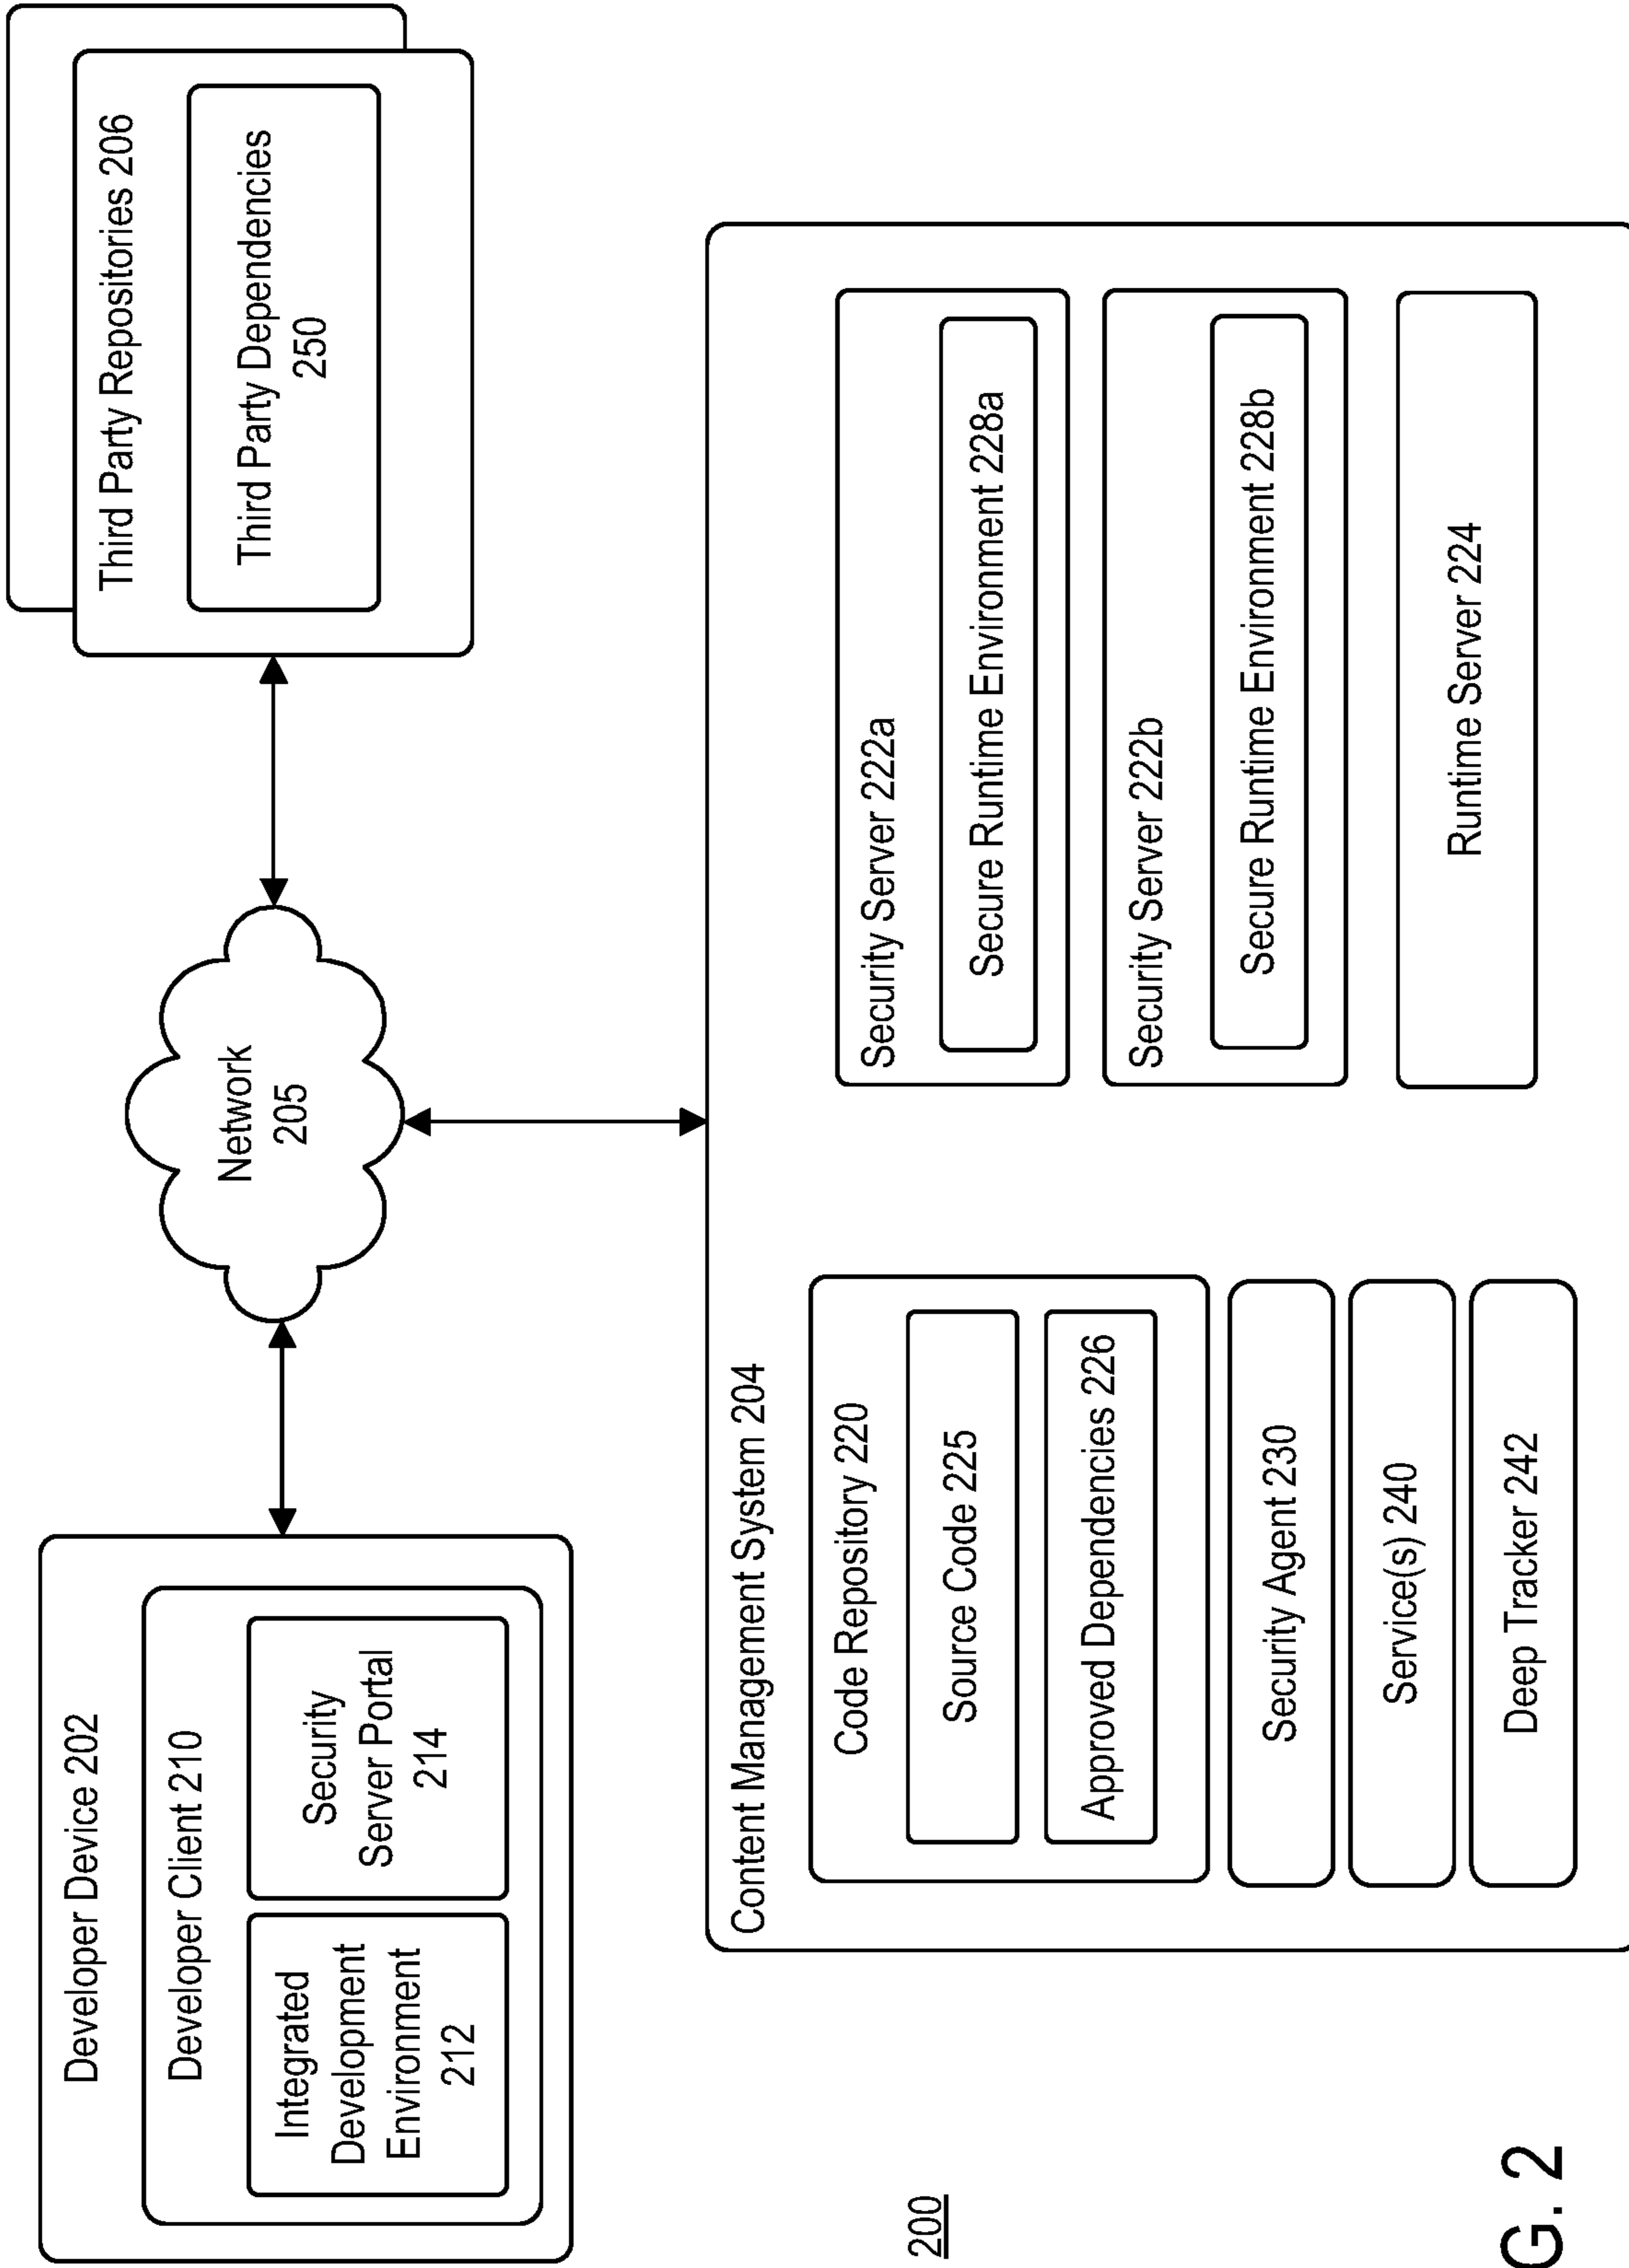 Developer Device 202
Developer Client 210
Integrated
Development
Environment
212
Security
Server Portal
214
Network
205
Third Party Repositories 206
Third Party Dependencies
250
Content Management System 204
Code Repository 220
Source Code 225
Approved Dependencies 226
Security Agent 230
Service(s) 240
Deep Tracker 242
Security Server 222a
Secure Runtime Environment 228a
Security Server 222b
Secure Runtime Environment 228b
Runtime Server 224
200
G. 2